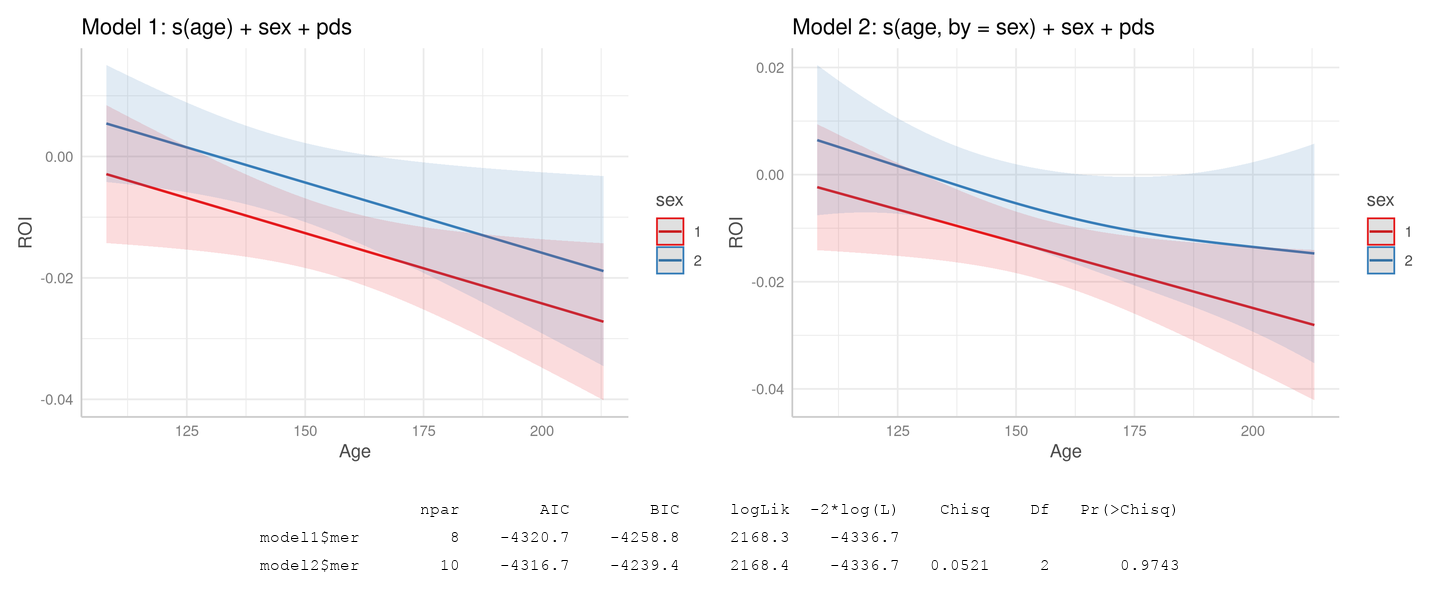 Model 1: s(age) + sex + pds
0.00
-0.02
-0.04
ROI
125 150 175 200
Age
sex
1
2
Model 2: s(age, by = sex) + sex + pds
0.02
0.00
-0.02
-0.04
ROI
125 150 175 200
Age
sex
1
2
npar AIC BIC logLik -2*log(L) Chisq Df Pr(>Chisq)
model1$mer 8 -4320.7 -4258.8 2168.3 -4336.7
model2$mer 10 -4316.7 -4239.4 2168.4 -4336.7 0.0521 2 0.9743